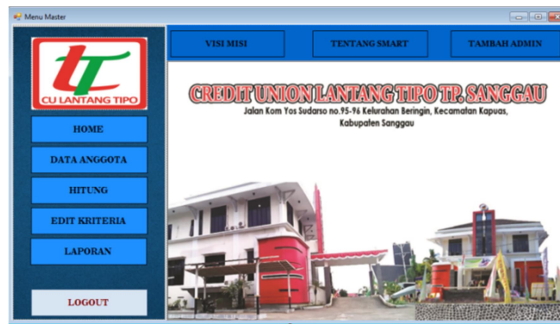 Menu Master
VISI MISI
TENTANG SMART
TAMBAH ADMIN
CU LANTANG TIPO
HOME
DATA ANGGOTA
HITUNG
EDIT KRITERIA
LAPORAN
LOGOUT
CREDIT UNION LANTANG TIPO TP. SANGGAU
Jalan Kom Yos Sudarso no.95-96 Kelurahan Beringin, Kecamatan Kapuas,
Kabupaten Sanggau